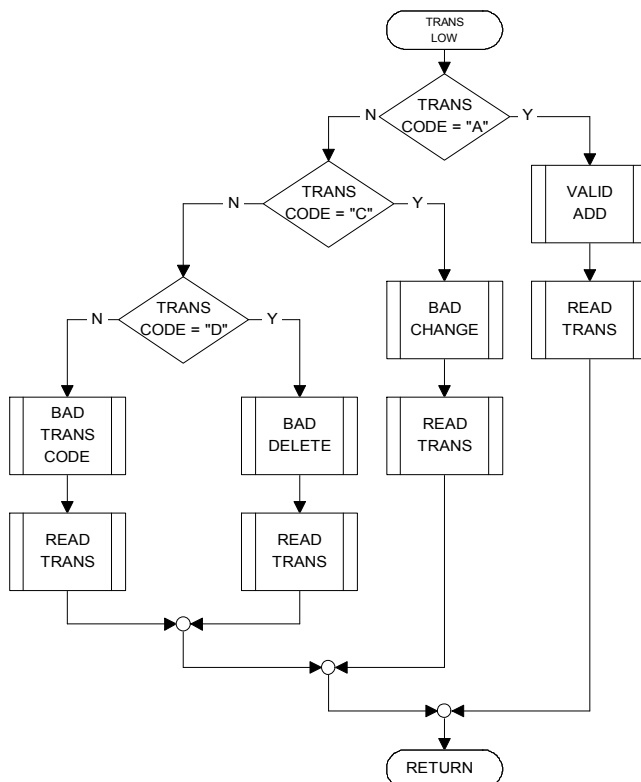 TRANS
LOW
TRANS
CODE = "A"
N
Y
TRANS
CODE = "C"
N
Y
VALID
ADD
TRANS
CODE = "D"
N
Y
BAD
CHANGE
READ
TRANS
BAD
TRANS
CODE
BAD
DELETE
READ
TRANS
READ
TRANS
READ
TRANS
RETURN